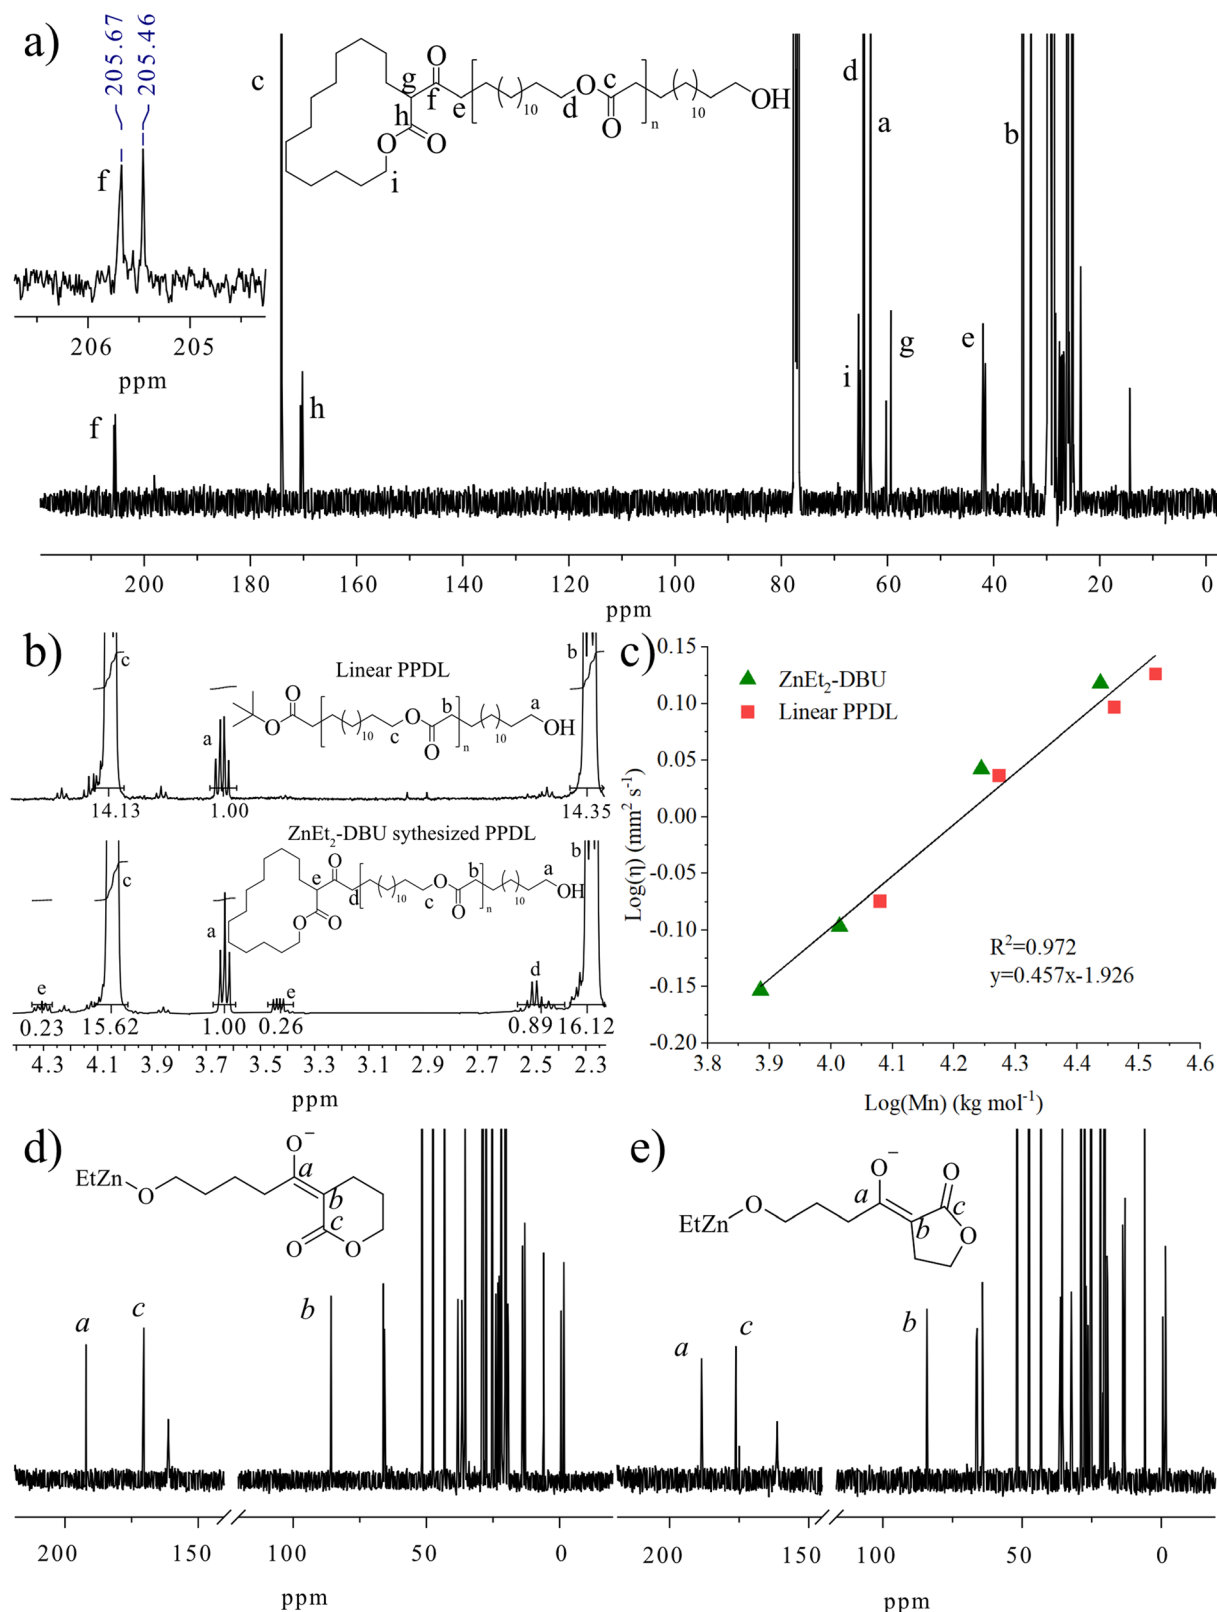 a)
205.67
205.46
f
206 205
ppm
c
O
g
f
h
e
10
O
d
c
O
n
10
OH
O
O
i
d
a
b
f
h
i
g
e
200 180 160 140 120 100 80 60 40 20 0
ppm
b)
c
Linear PPDL
b
O
O
10
O
c
b
O
n
10
a
OH
a
14.13
1.00
14.35
ZnEt2-DBU sythesized PPDL
c
b
e
O
d
10
O
c
b
O
n
10
a
OH
O
O
a
e
e
d
0.23 15.62 1.00 0.26 0.89 16.12
4.3 4.1 3.9 3.7 3.5 3.3 3.1 2.9 2.7 2.5 2.3
ppm
c)
0.15
0.10
0.05
0.00
-0.05
-0.10
-0.15
-0.20
Log(η) (mm² s⁻¹)
ZnEt2-DBU
Linear PPDL
R²=0.972
y=0.457x-1.926
3.8 3.9 4.0 4.1 4.2 4.3 4.4 4.5 4.6
Log(Mn) (kg mol⁻¹)
d)
O⁻
EtZn
O
a
b
c
O
O
a
c
b
200 150 100 50 0
ppm
e)
O⁻
O
a
c
O
EtZn
b
O
a
c
b
200 150 100 50 0
ppm